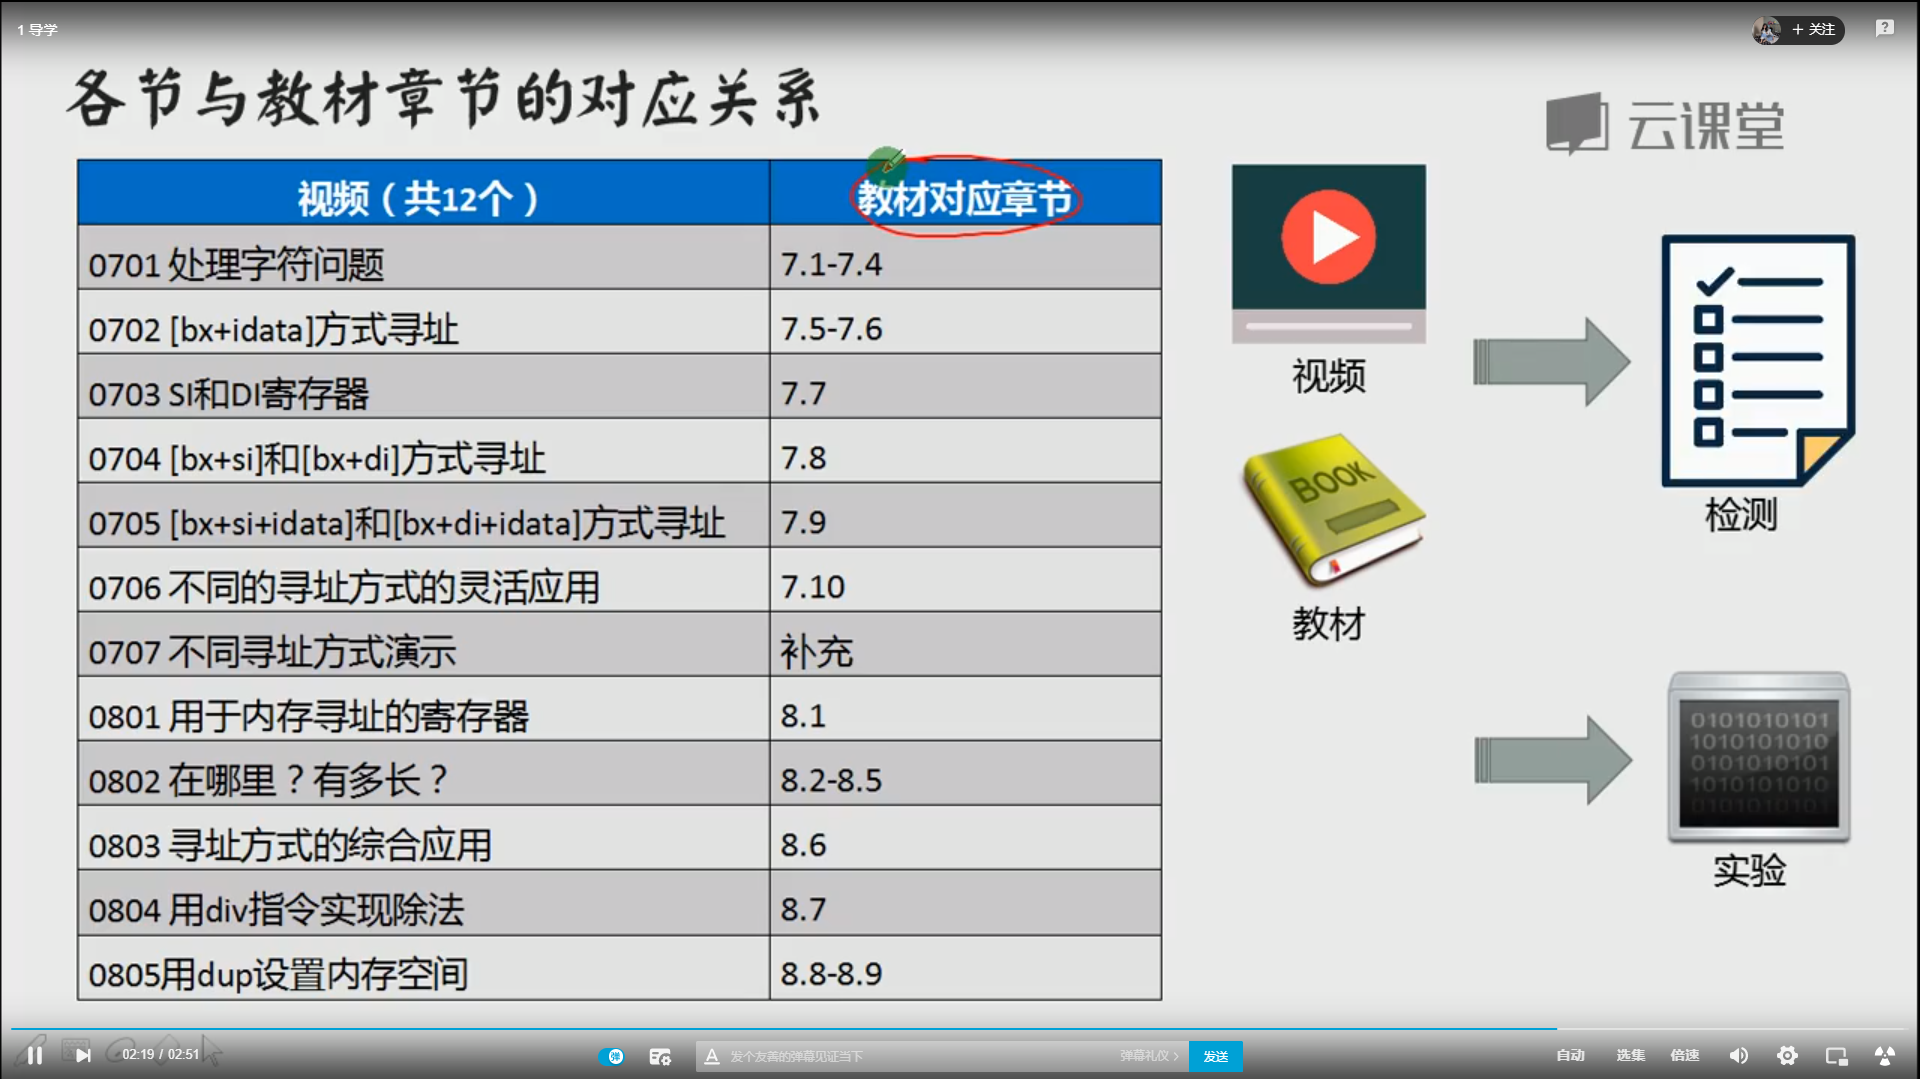 1 导学
+ 关注
各节与教材章节的对应关系
云课堂
视频（共12个） 教材对应章节
0701 处理字符问题 7.1-7.4
0702 [bx+idata]方式寻址 7.5-7.6
0703 SI和DI寄存器 7.7
0704 [bx+si]和[bx+di]方式寻址 7.8
0705 [bx+si+idata]和[bx+di+idata]方式寻址 7.9
0706 不同的寻址方式的灵活应用 7.10
0707 不同寻址方式演示 补充
0801 用于内存寻址的寄存器 8.1
0802 在哪里？有多长？ 8.2-8.5
0803 寻址方式的综合应用 8.6
0804 用div指令实现除法 8.7
0805用dup设置内存空间 8.8-8.9
视频
BOOK
教材
检测
0101010101
1010101010
0101010101
1010101010
0101010101
实验
02:19 / 02:51
弹
A 发个友善的弹幕见证当下
弹幕礼仪 >
发送
自动
选集
倍速